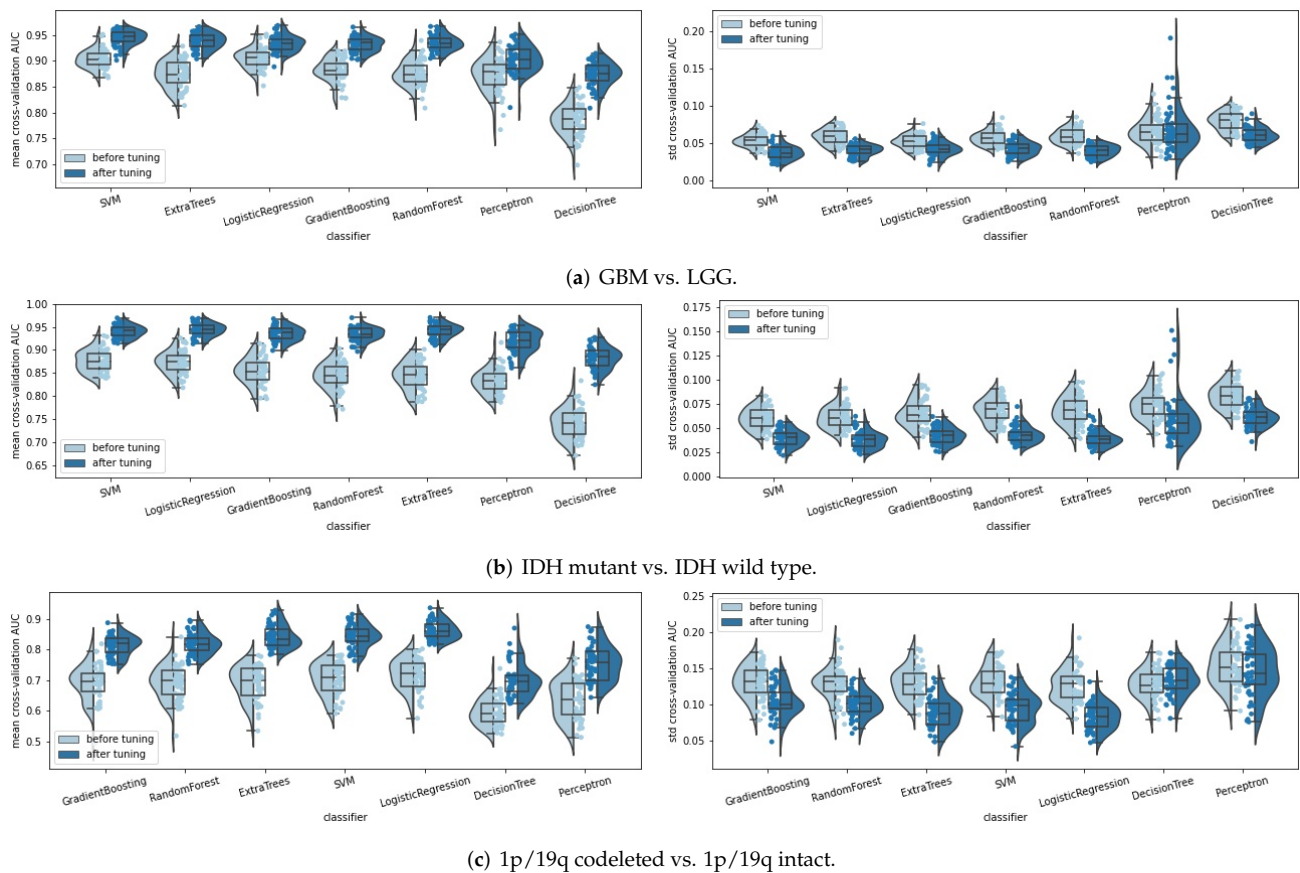 mean cross-validation AUC
0.95
0.90
0.85
0.80
0.75
0.70
before tuning
after tuning
SVM
ExtraTrees
LogisticRegression
GradientBoosting
RandomForest
Perceptron
DecisionTree
classifier
std cross-validation AUC
0.20
0.15
0.10
0.05
0.00
before tuning
after tuning
SVM
ExtraTrees
LogisticRegression
GradientBoosting
RandomForest
Perceptron
DecisionTree
classifier
(a) GBM vs. LGG.
mean cross-validation AUC
1.00
0.95
0.90
0.85
0.80
0.75
0.70
0.65
before tuning
after tuning
SVM
LogisticRegression
GradientBoosting
RandomForest
ExtraTrees
Perceptron
DecisionTree
classifier
std cross-validation AUC
0.175
0.150
0.125
0.100
0.075
0.050
0.025
0.000
before tuning
after tuning
SVM
LogisticRegression
GradientBoosting
RandomForest
ExtraTrees
Perceptron
DecisionTree
classifier
(b) IDH mutant vs. IDH wild type.
mean cross-validation AUC
0.9
0.8
0.7
0.6
0.5
before tuning
after tuning
GradientBoosting
RandomForest
ExtraTrees
SVM
LogisticRegression
DecisionTree
Perceptron
classifier
std cross-validation AUC
0.25
0.20
0.15
0.10
0.05
before tuning
after tuning
GradientBoosting
RandomForest
ExtraTrees
SVM
LogisticRegression
DecisionTree
Perceptron
classifier
(c) 1p/19q codeleted vs. 1p/19q intact.